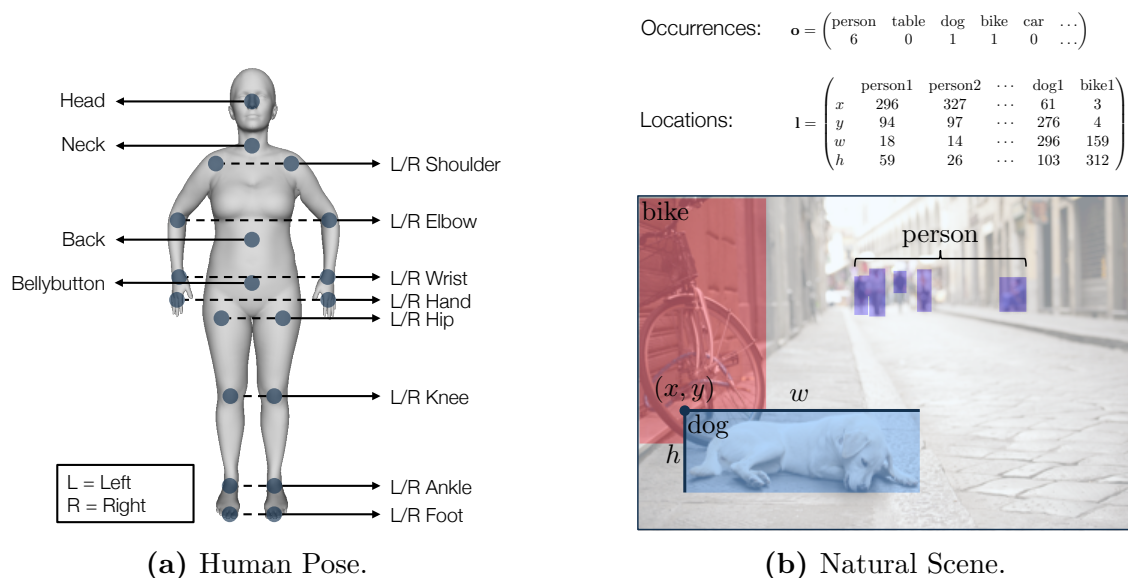 Head
Neck
L/R Shoulder
L/R Elbow
Back
L/R Wrist
Bellybutton
L/R Hand
L/R Hip
L/R Knee
L = Left
R = Right
L/R Ankle
L/R Foot
(a) Human Pose.
Occurrences: o = ( person table dog bike car ...
6 0 1 1 0 ... )
Locations: l = ( person1 person2 ... dog1 bike1
x 296 327 ... 61 3
y 94 97 ... 276 4
w 18 14 ... 296 159
h 59 26 ... 103 312 )
bike
person
(x, y)
w
dog
h
(b) Natural Scene.